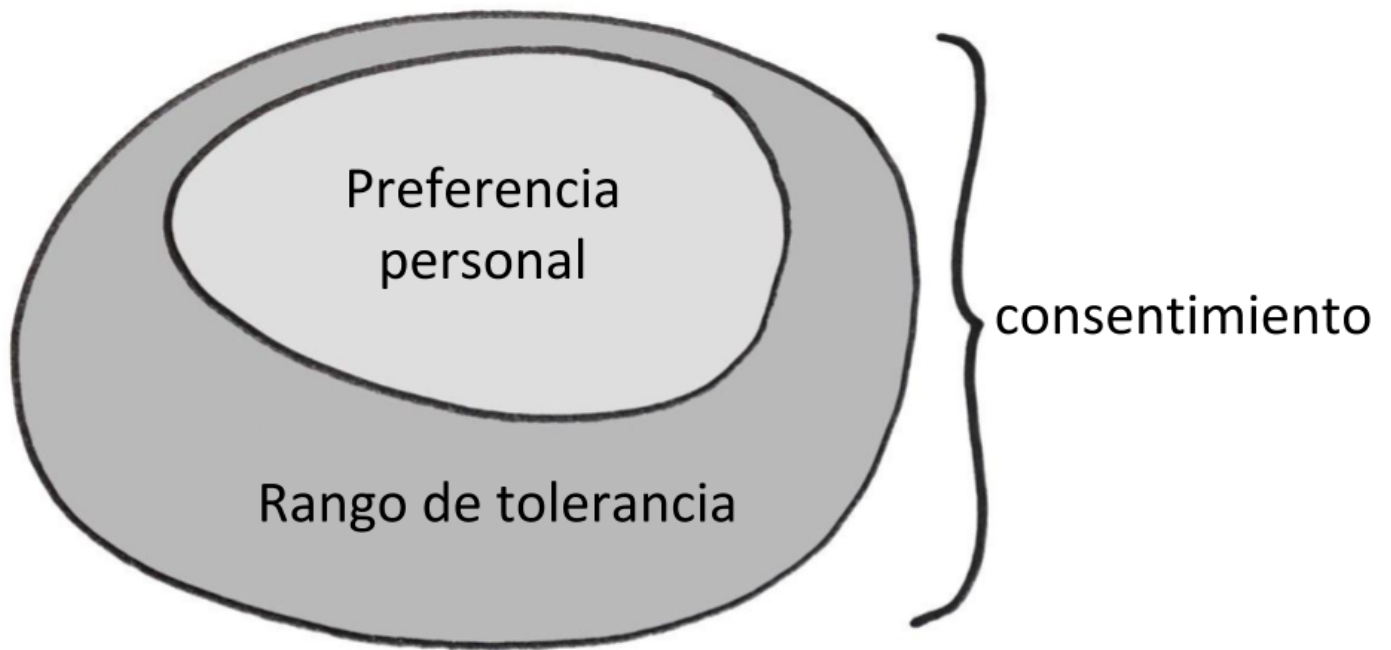 Preferencia
personal
consentimiento
Rango de tolerancia